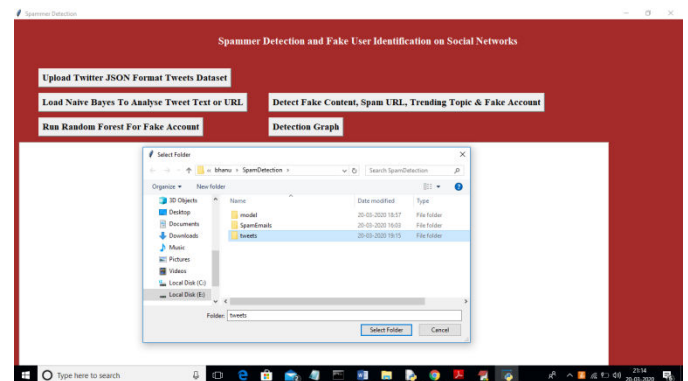 Spammer Detection
Spammer Detection and Fake User Identification on Social Networks
Upload Twitter JSON Format Tweets Dataset
Load Naive Bayes To Analyse Tweet Text or URL
Detect Fake Content, Spam URL, Trending Topic & Fake Account
Run Random Forest For Fake Account
Detection Graph
Select Folder
« bhanu › SpamDetection ›
Search SpamDetection
Organize
New folder
Name
Date modified
Type
3D Objects
Desktop
Documents
Downloads
Music
Pictures
Videos
Local Disk (C:)
Local Disk (E:)
model 20-03-2020 18:57 File folder
SpamEmails 20-03-2020 16:03 File folder
tweets 20-03-2020 19:15 File folder
Folder: tweets
Select Folder
Cancel
Type here to search
21:14
20-03-2020